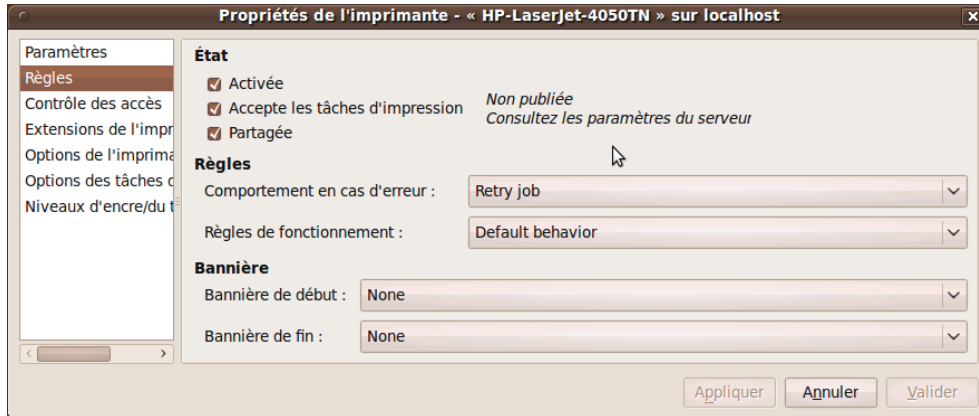 Propriétés de l'imprimante - « HP-LaserJet-4050TN » sur localhost
Paramètres
Règles
Contrôle des accès
Extensions de l'impr
Options de l'imprima
Options des tâches d
Niveaux d'encre/du t
État
Activée
Accepte les tâches d'impression
Partagée
Non publiée
Consultez les paramètres du serveur
Règles
Comportement en cas d'erreur : Retry job
Règles de fonctionnement : Default behavior
Bannière
Bannière de début : None
Bannière de fin : None
Appliquer Annuler Valider